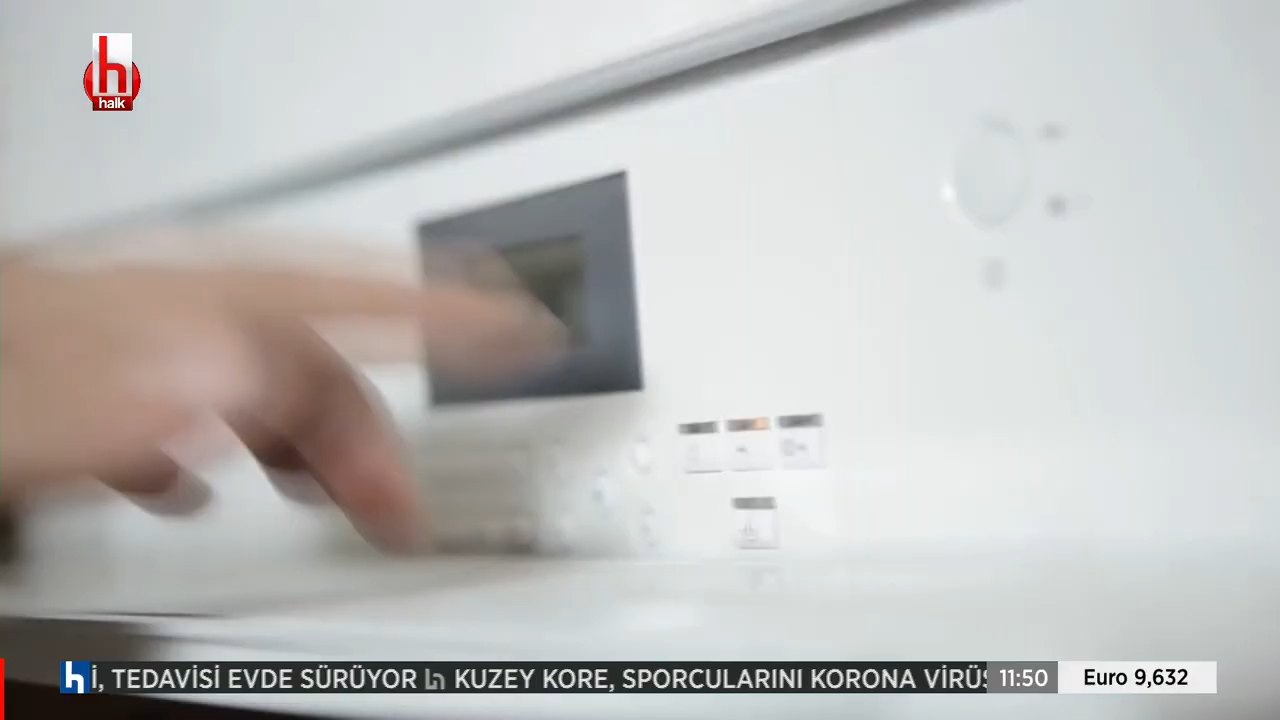 h
halk
h İ, TEDAVİSİ EVDE SÜRÜYOR h KUZEY KORE, SPORCULARINI KORONA VİRÜS 11:50 Euro 9,632